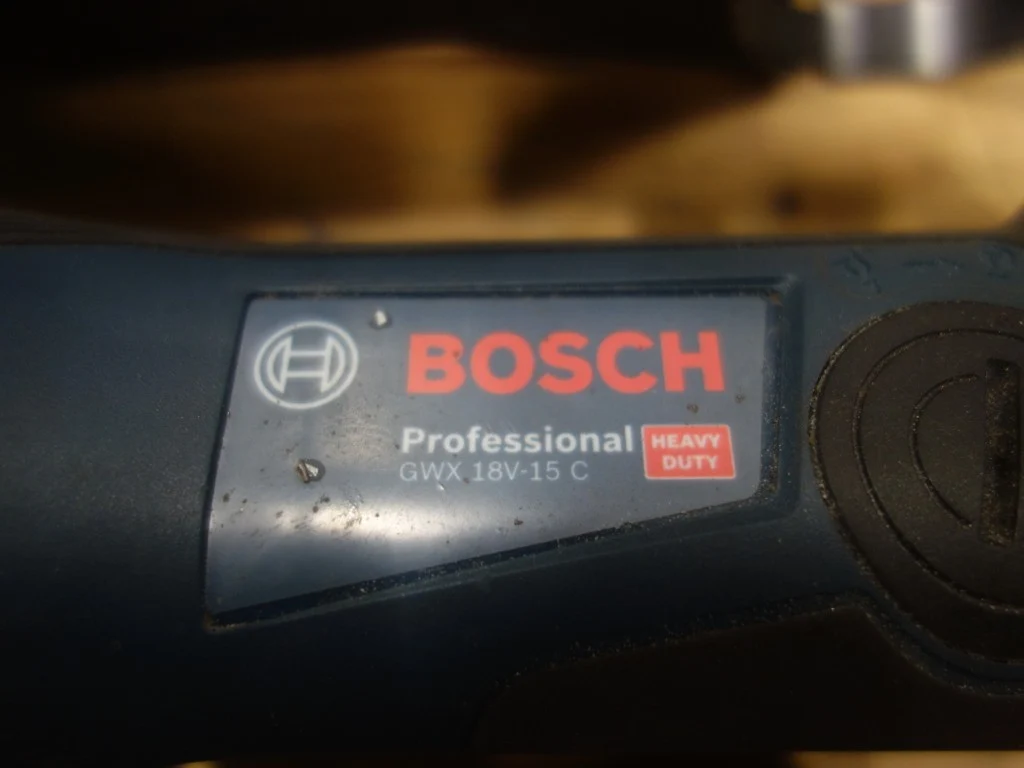 BOSCH
Professional HEAVY DUTY
GWX 18V-15 C